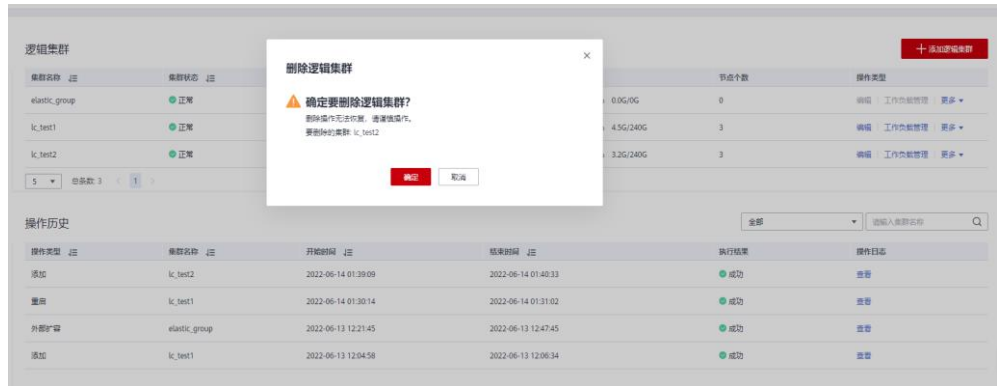 逻辑集群
添加逻辑集群
集群名称 集群状态 节点个数 操作类型
elastic_group 正常 0.0G/0G 0 编辑 工作负载管理 更多
lc_test1 正常 4.5G/240G 3 编辑 工作负载管理 更多
lc_test2 正常 3.2G/240G 3 编辑 工作负载管理 更多
5 总条数: 3 1
删除逻辑集群
确定要删除逻辑集群?
删除操作无法恢复, 请谨慎操作。
要删除的集群: lc_test2
确定 取消
操作历史
全部 请输入集群名称
操作类型 集群名称 开始时间 结束时间 执行结果 操作日志
添加 lc_test2 2022-06-14 01:39:09 2022-06-14 01:40:33 成功 查看
重启 lc_test1 2022-06-14 01:30:14 2022-06-14 01:31:02 成功 查看
外部扩容 elastic_group 2022-06-13 12:21:45 2022-06-13 12:47:45 成功 查看
添加 lc_test1 2022-06-13 12:04:58 2022-06-13 12:06:34 成功 查看